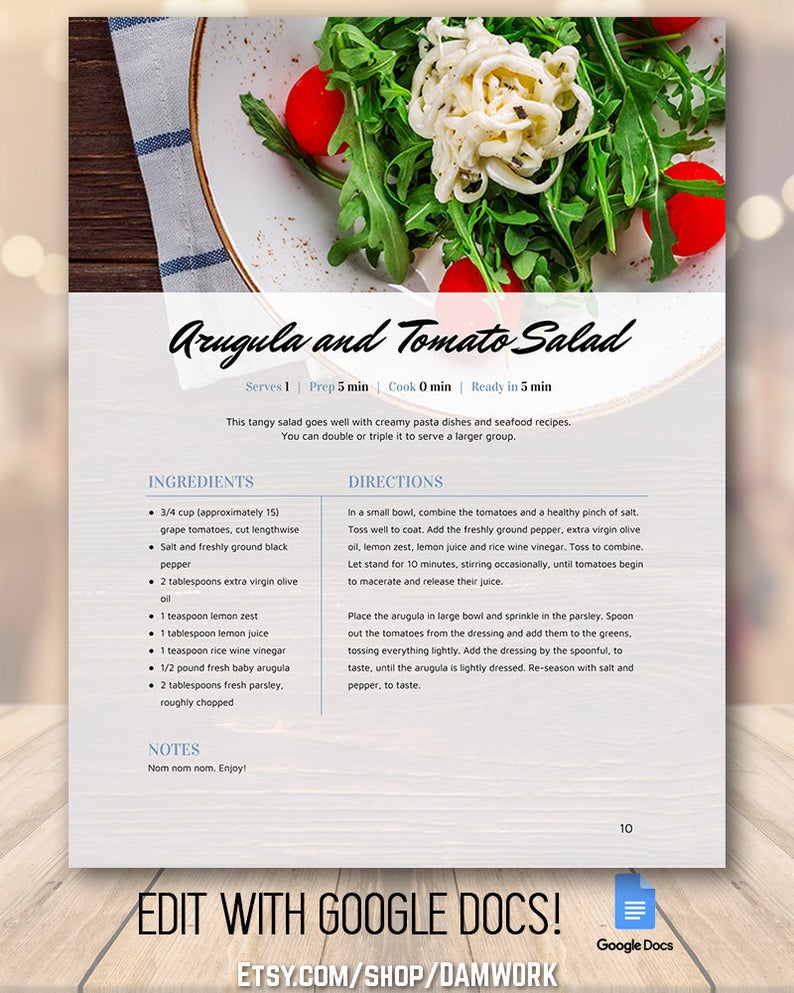 Arugula and Tomato Salad
Serves 1 | Prep 5 min | Cook 0 min | Ready in 5 min
This tangy salad goes well with creamy pasta dishes and seafood recipes.
You can double or triple it to serve a larger group.
INGREDIENTS
● 3/4 cup (approximately 15)
grape tomatoes, cut lengthwise
● Salt and freshly ground black
pepper
● 2 tablespoons extra virgin olive
oil
● 1 teaspoon lemon zest
● 1 tablespoon lemon juice
● 1 teaspoon rice wine vinegar
● 1/2 pound fresh baby arugula
● 2 tablespoons fresh parsley,
roughly chopped
DIRECTIONS
In a small bowl, combine the tomatoes and a healthy pinch of salt.
Toss well to coat. Add the freshly ground pepper, extra virgin olive
oil, lemon zest, lemon juice and rice wine vinegar. Toss to combine.
Let stand for 10 minutes, stirring occasionally, until tomatoes begin
to macerate and release their juice.
Place the arugula in large bowl and sprinkle in the parsley. Spoon
out the tomatoes from the dressing and add them to the greens,
tossing everything lightly. Add the dressing by the spoonful, to
taste, until the arugula is lightly dressed. Re-season with salt and
pepper, to taste.
NOTES
Nom nom nom. Enjoy!
10
EDIT WITH GOOGLE DOCS!
Google Docs
ETSY.COM/SHOP/DAMWORK